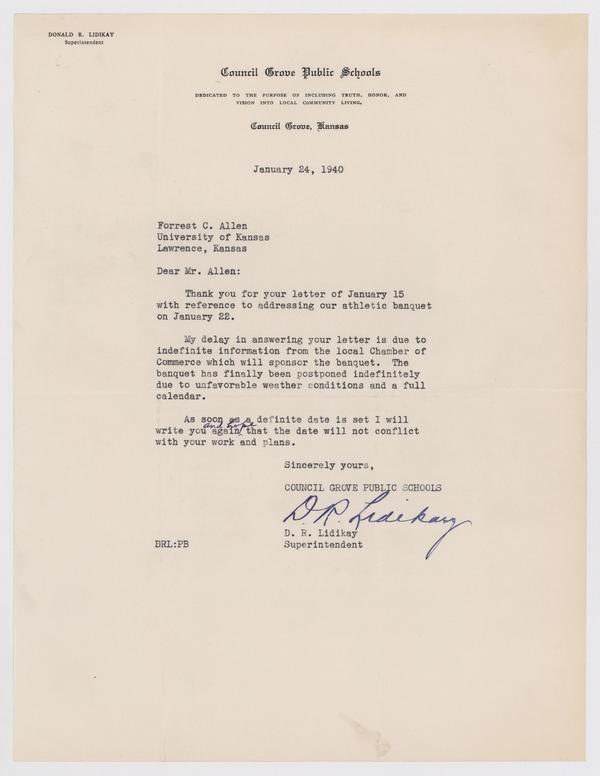 DONALD R. LIDIKAY
Superintendent
Council Grove Public Schools
DEDICATED TO THE PURPOSE OF INCLUDING TRUTH, HONOR, AND
VISION INTO LOCAL COMMUNITY LIVING.
Council Grove, Kansas
January 24, 1940
Forrest C. Allen
University of Kansas
Lawrence, Kansas
Dear Mr. Allen:
Thank you for your letter of January 15
with reference to addressing our athletic banquet
on January 22.
My delay in answering your letter is due to
indefinite information from the local Chamber of
Commerce which will sponsor the banquet. The
banquet has finally been postponed indefinitely
due to unfavorable weather conditions and a full
calendar.
As soon as a definite date is set I will
and hope
write you again that the date will not conflict
with your work and plans.
Sincerely yours,
COUNCIL GROVE PUBLIC SCHOOLS
D. R. Lidikay
D. R. Lidikay
DRL:PB Superintendent